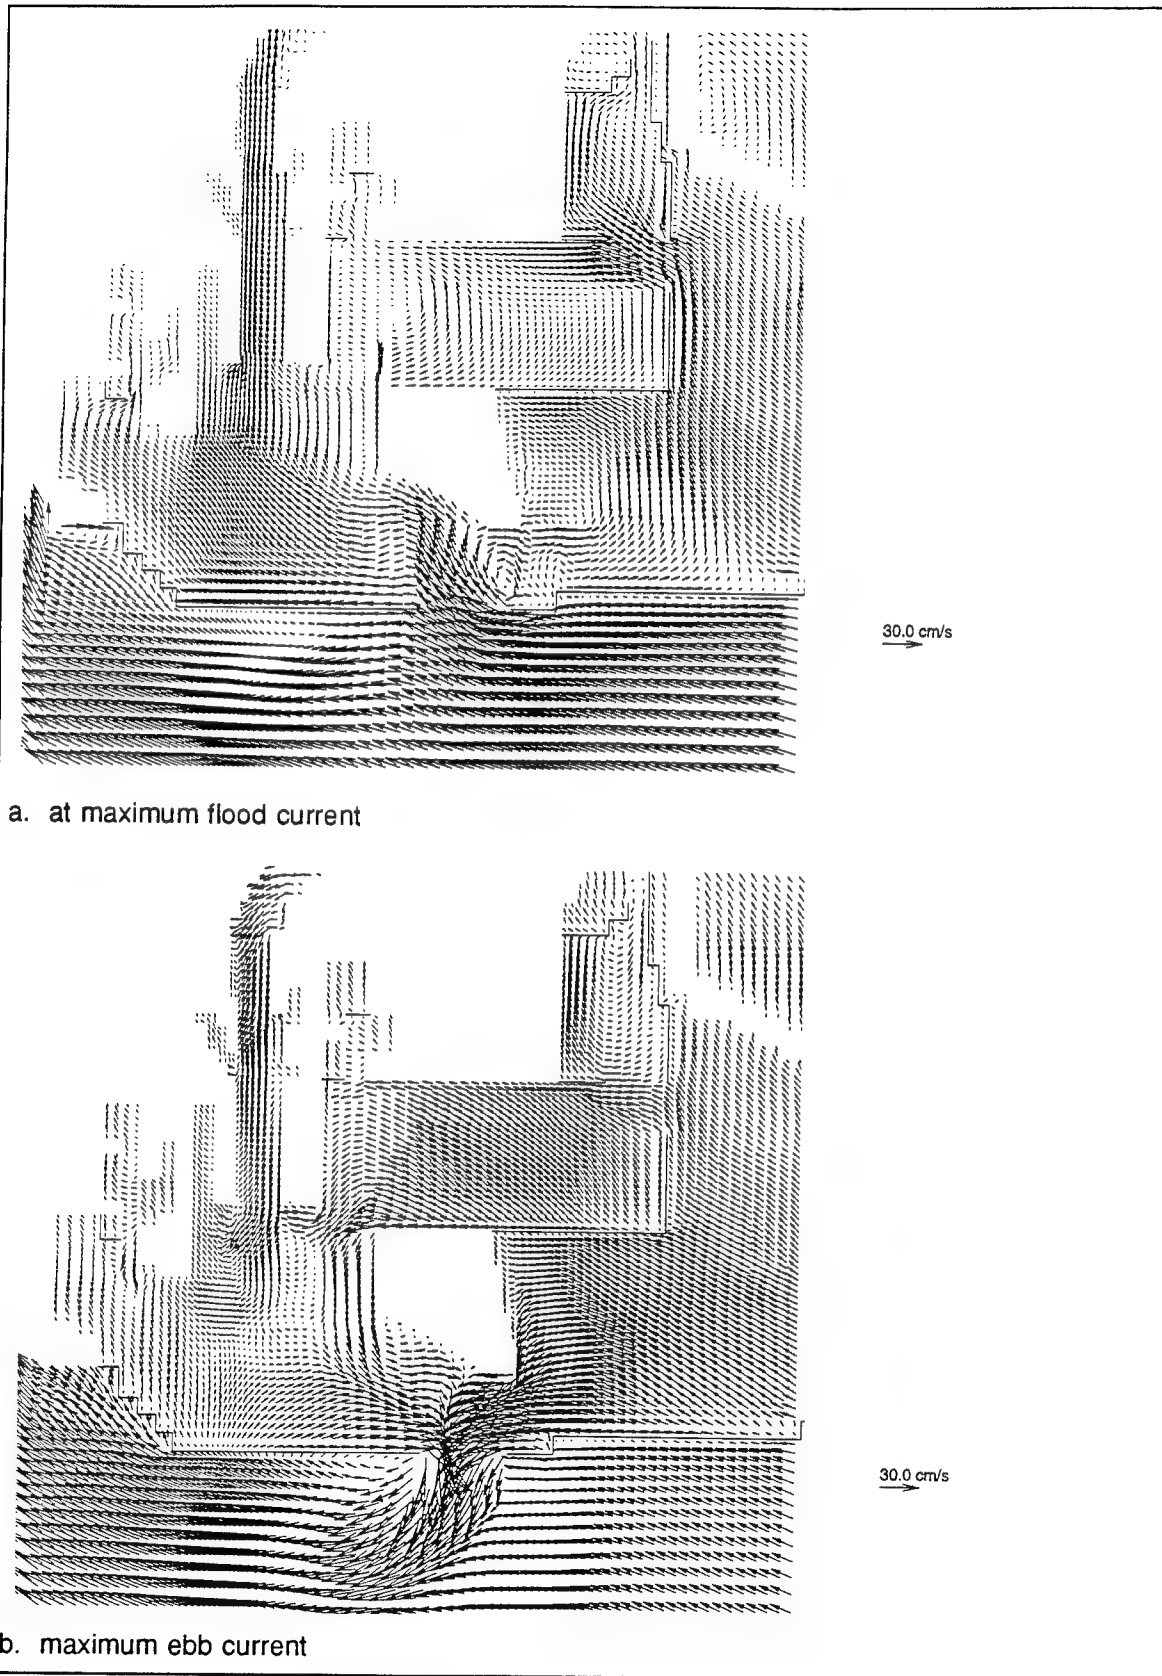 30.0 cm/s
a. at maximum flood current
30.0 cm/s
b. maximum ebb current